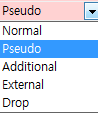 Pseudo
Normal
Pseudo
Additional
External
Drop